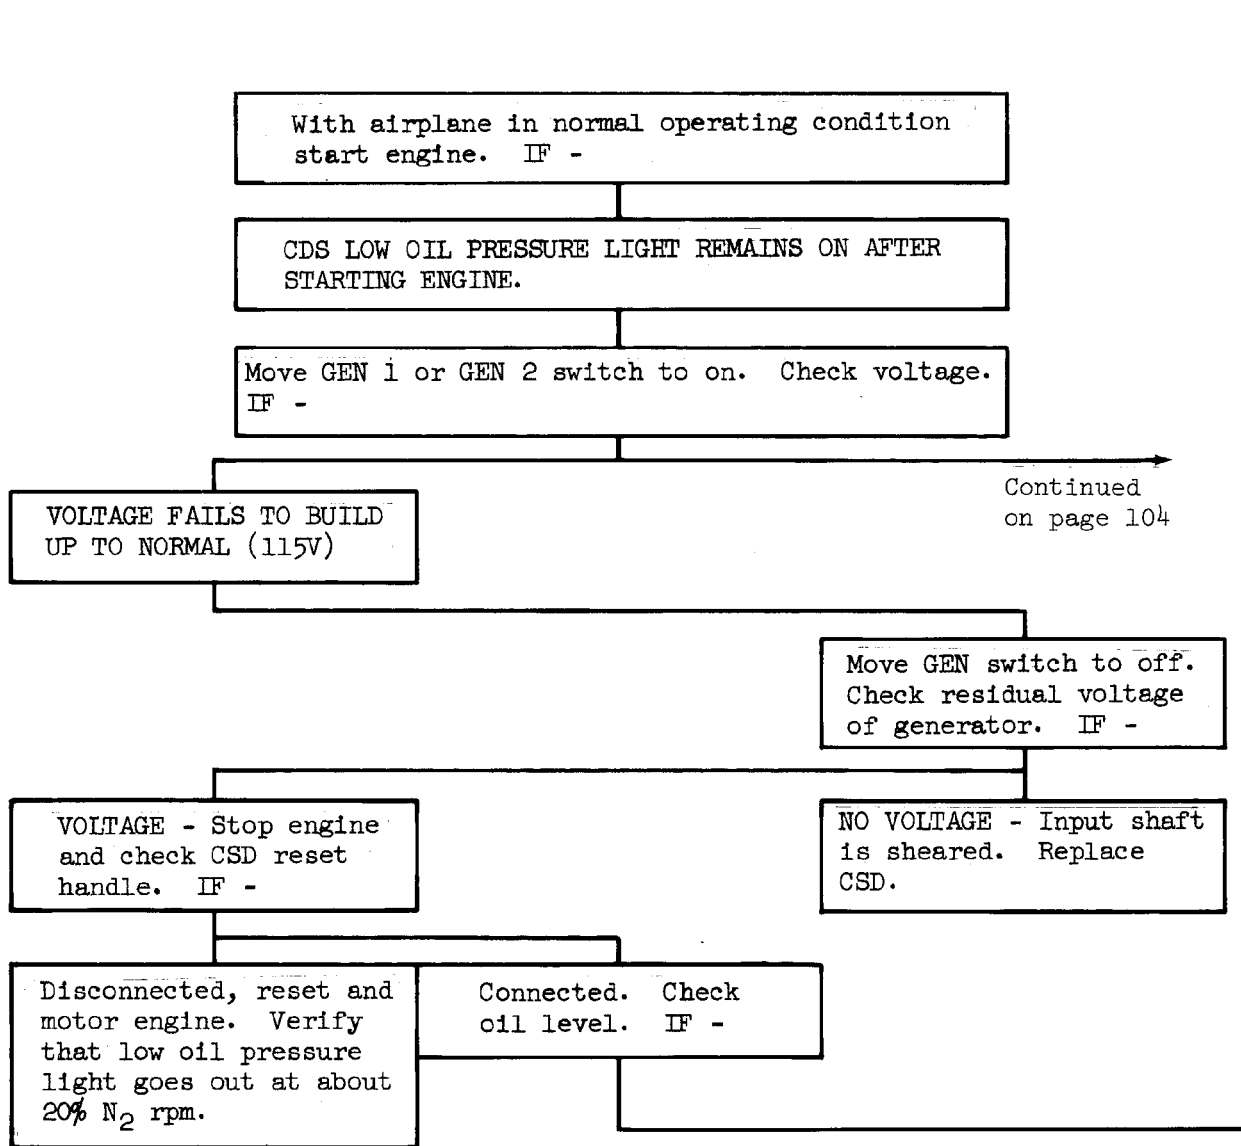 With airplane in normal operating condition
start engine. IF -
CDS LOW OIL PRESSURE LIGHT REMAINS ON AFTER
STARTING ENGINE.
Move GEN 1 or GEN 2 switch to on. Check voltage.
IF -
Continued
on page 104
VOLTAGE FAILS TO BUILD
UP TO NORMAL (115V)
Move GEN switch to off.
Check residual voltage
of generator. IF -
VOLTAGE - Stop engine
and check CSD reset
handle. IF -
NO VOLTAGE - Input shaft
is sheared. Replace
CSD.
Disconnected, reset and
motor engine. Verify
that low oil pressure
light goes out at about
20% N2 rpm.
Connected. Check
oil level. IF -